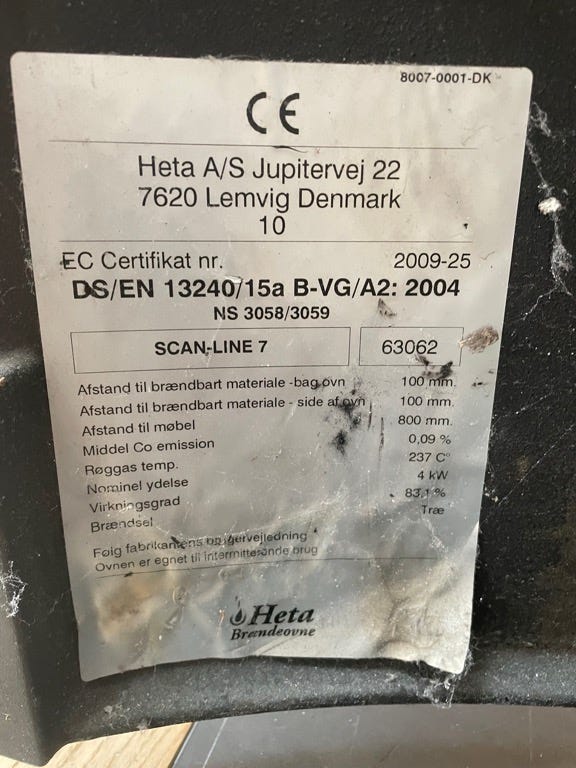 8007-0001-DK
CE
Heta A/S Jupitervej 22
7620 Lemvig Denmark
10
EC Certifikat nr. 2009-25
DS/EN 13240/15a B-VG/A2: 2004
NS 3058/3059
SCAN-LINE 7 63062
Afstand til brændbart materiale -bag ovn 100 mm.
Afstand til brændbart materiale - side af ovn 100 mm.
Afstand til møbel 800 mm.
Middel Co emission 0,09 %
Røggas temp. 237 C°
Nominel ydelse 4 kW
Virkningsgrad 83,1 %
Brændsel Træ
Følg fabrikantens brugervejledning
Ovnen er egnet til intermitterende brug
Heta
Brændeovne